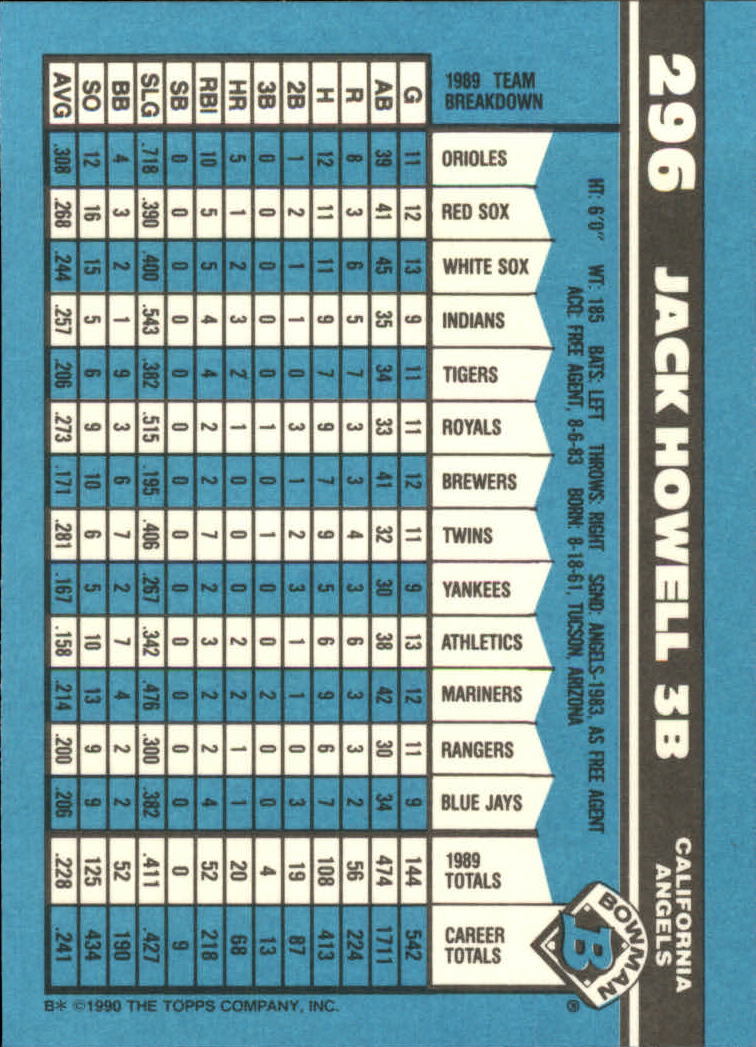 296 JACK HOWELL 3B CALIFORNIA ANGELS
HT: 6'0" WT: 185 BATS: LEFT THROWS: RIGHT SGND: ANGELS-1983, AS FREE AGENT
ACQ: FREE AGENT, 8-6-83 BORN: 8-18-61, TUCSON, ARIZONA
1989 TEAM BREAKDOWN G AB R H 2B 3B HR RBI SB SLG BB SO AVG
ORIOLES 11 39 8 12 1 0 5 10 0 .718 4 12 .308
RED SOX 12 41 3 11 2 0 1 5 0 .390 3 16 .268
WHITE SOX 13 45 6 11 1 0 2 5 0 .400 2 15 .244
INDIANS 9 35 5 9 1 0 3 4 0 .543 1 5 .257
TIGERS 11 34 7 7 0 0 2 4 0 .382 9 6 .206
ROYALS 11 33 3 9 3 1 1 2 0 .515 3 9 .273
BREWERS 12 41 3 7 1 0 0 2 0 .195 6 10 .171
TWINS 11 32 4 9 2 1 0 7 0 .406 7 6 .281
YANKEES 9 30 3 5 3 0 0 2 0 .267 2 5 .167
ATHLETICS 13 38 6 6 1 0 2 3 0 .342 7 10 .158
MARINERS 12 42 3 9 1 2 2 2 0 .476 4 13 .214
RANGERS 11 30 3 6 0 0 1 2 0 .300 2 9 .200
BLUE JAYS 9 34 2 7 3 0 1 4 0 .382 2 9 .206
1989 TOTALS 144 474 56 108 19 4 20 52 0 .411 52 125 .228
CAREER TOTALS 542 1711 224 413 87 13 68 218 9 .427 190 434 .241
BOWMAN
B
®
B* ©1990 THE TOPPS COMPANY, INC.